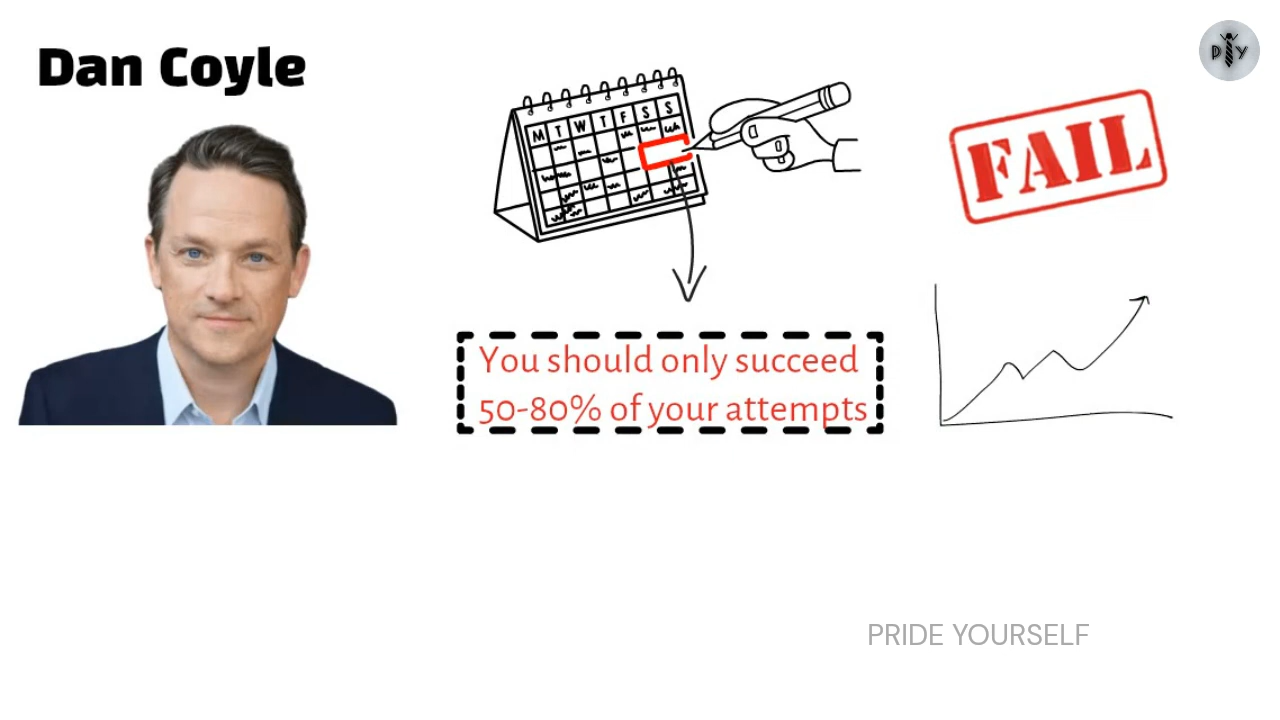 Dan Coyle
M T W T F S S
FAIL
You should only succeed
50-80% of your attempts
PRIDE YOURSELF
P Y